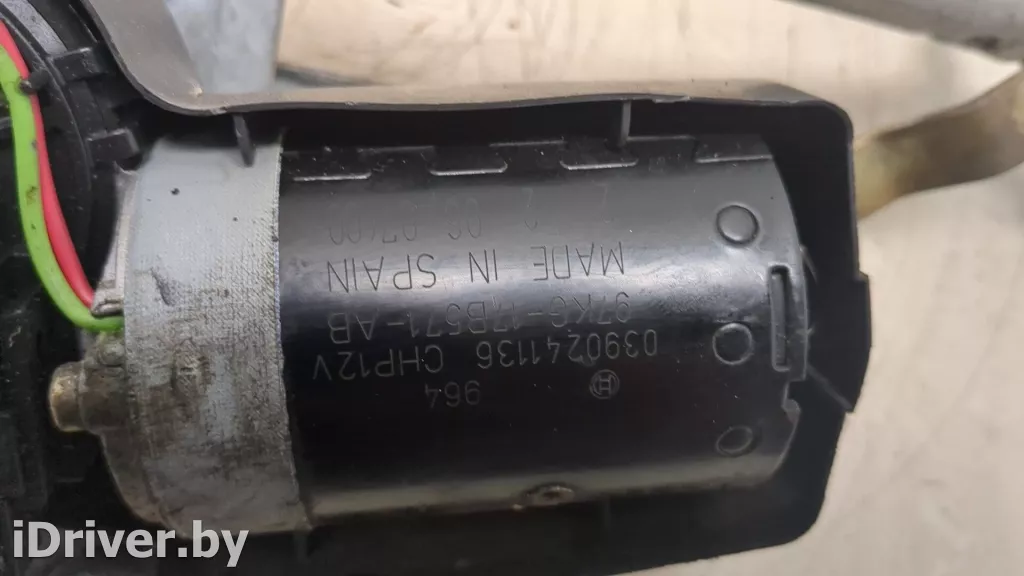 964
0390241136 CHP12V
97KG-17B571-AB
MADE IN SPAIN
iDriver.by